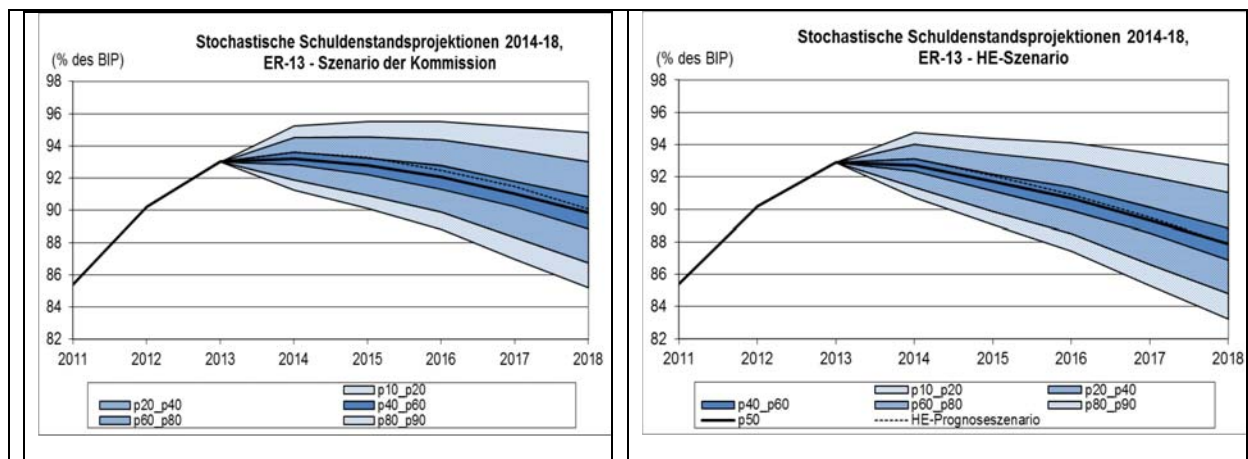 Stochastische Schuldenstandsprojektionen 2014-18,
ER-13 - Szenario der Kommission
(% des BIP)
98
96
94
92
90
88
86
84
82
2011 2012 2013 2014 2015 2016 2017 2018
p10_p20
p20_p40 p40_p60
p60_p80 p80_p90
Stochastische Schuldenstandsprojektionen 2014-18,
ER-13 - HE-Szenario
(% des BIP)
98
96
94
92
90
88
86
84
82
2011 2012 2013 2014 2015 2016 2017 2018
p10_p20 p20_p40
p40_p60 p60_p80 p80_p90
p50 HE-Prognoseszenario